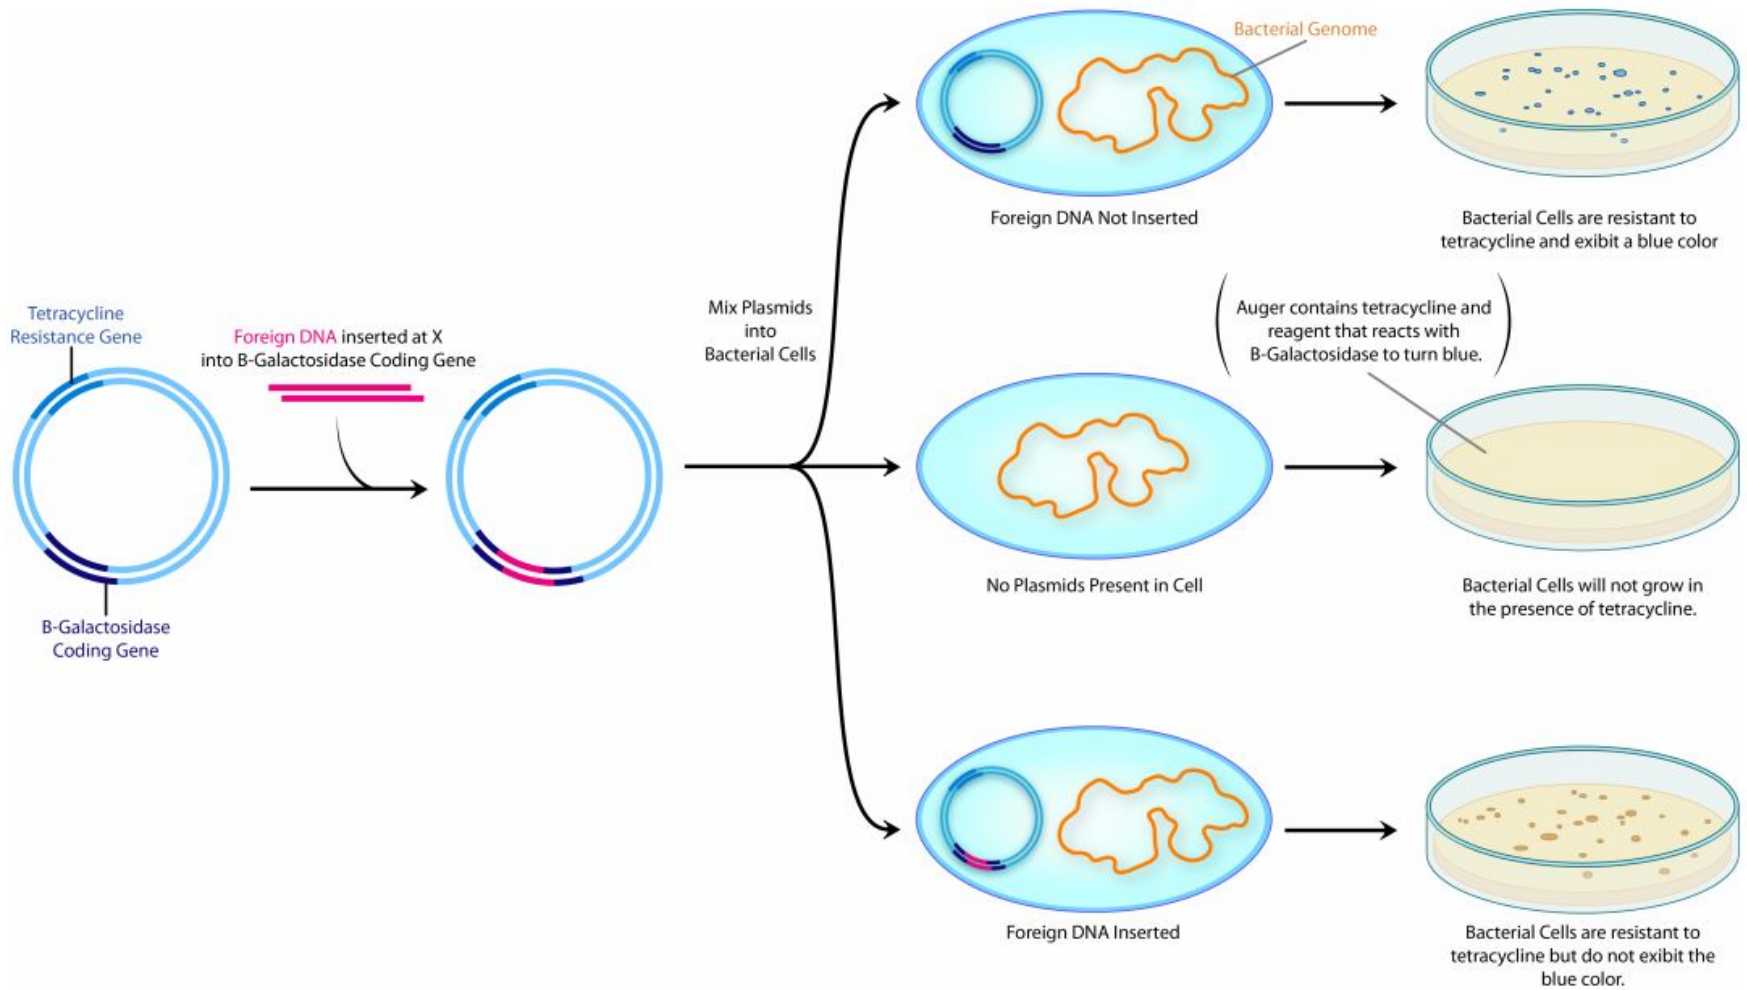 Tetracycline
Resistance Gene
Foreign DNA inserted at X
into B-Galactosidase Coding Gene
B-Galactosidase
Coding Gene
Mix Plasmids
into
Bacterial Cells
Bacterial Genome
Foreign DNA Not Inserted
Bacterial Cells are resistant to
tetracycline and exibit a blue color
Auger contains tetracycline and
reagent that reacts with
B-Galactosidase to turn blue.
No Plasmids Present in Cell
Bacterial Cells will not grow in
the presence of tetracycline.
Foreign DNA Inserted
Bacterial Cells are resistant to
tetracycline but do not exibit the
blue color.